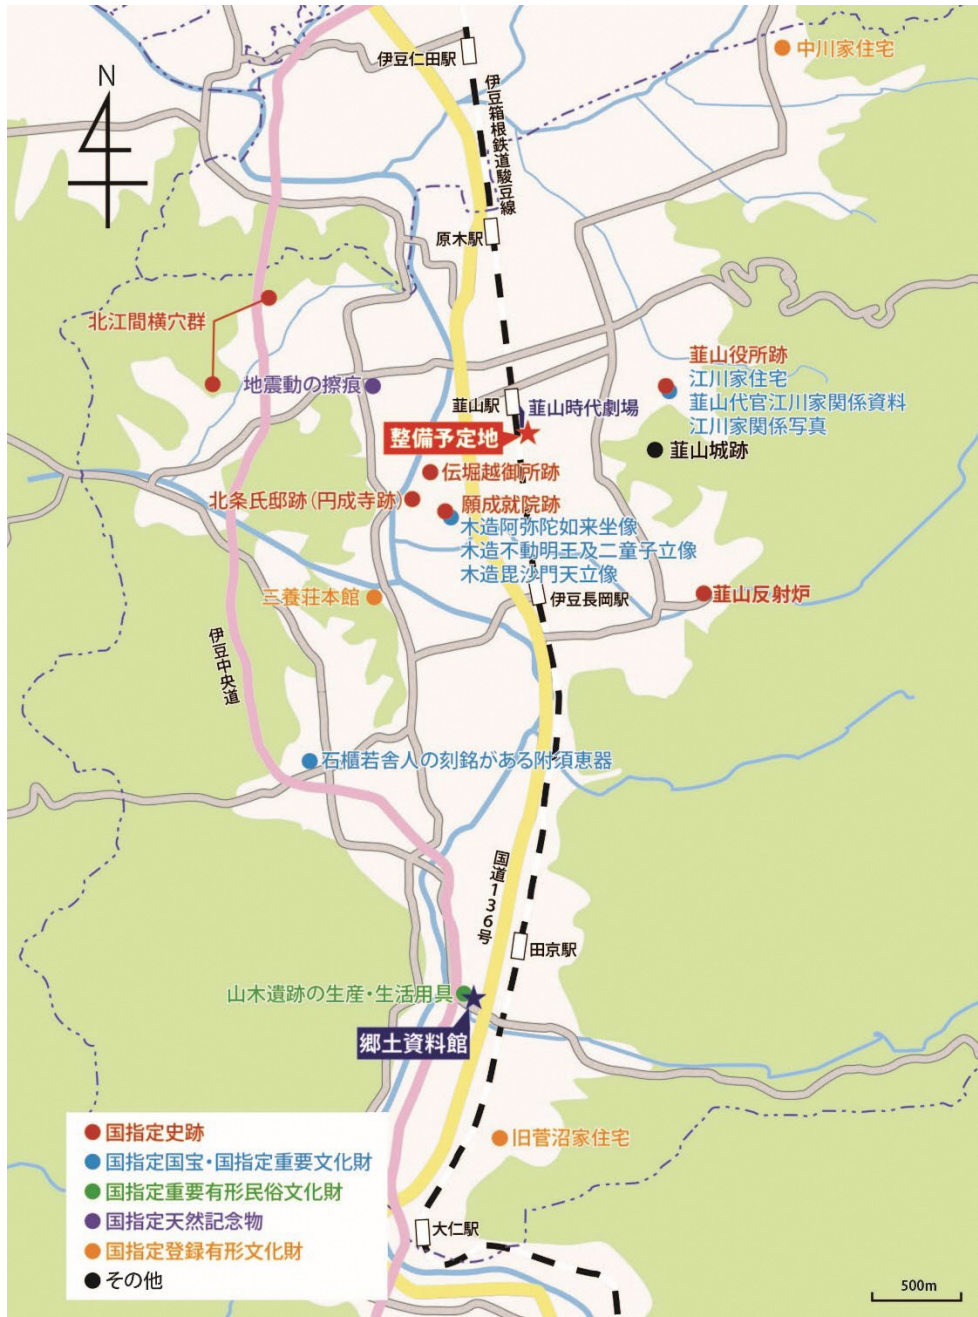 中川家住宅
伊豆仁田駅
N
伊豆箱根鉄道駿豆線
原木駅
北江間横穴群
韮山役所跡
江川家住宅
韮山代官江川家関係資料
江川家関係写真
地震動の擦痕
韮山駅
韮山時代劇場
整備予定地
韮山城跡
伝堀越御所跡
北条氏邸跡(円成寺跡)
願成就院跡
木造阿弥陀如来坐像
木造不動明王及二童子立像
木造毘沙門天立像
三養荘本館
伊豆長岡駅
韮山反射炉
伊豆中央道
石櫃若舎人の刻銘がある附須恵器
国道136号
田京駅
山木遺跡の生産・生活用具
郷土資料館
旧菅沼家住宅
大仁駅
国指定史跡
国指定国宝・国指定重要文化財
国指定重要有形民俗文化財
国指定天然記念物
国指定登録有形文化財
その他
500m